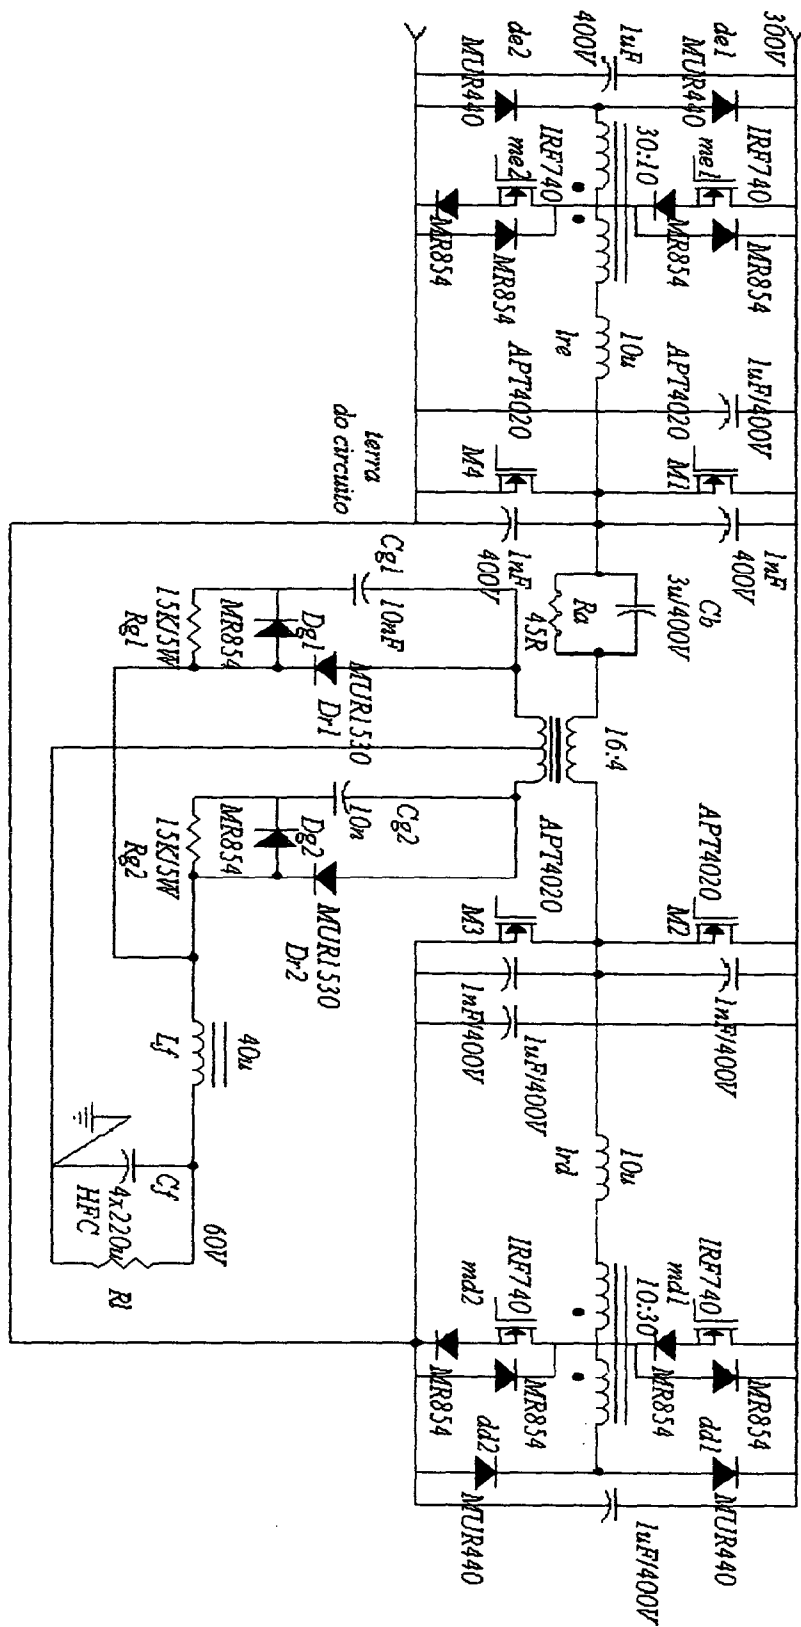 300V
de1
MUR440
1uF
400V
de2
MUR440
IRF740
me1
MR854
MR854
30:10
IRF740
me2
MR854
MR854
10u
lre
1uF/400V
APT4020
M1
APT4020
M4
1nF
400V
1nF
400V
terra
do circuito
Cb
3u/400V
Ra
45R
Cg1
10nF
Dg1
MR854
15K/5W
Rg1
MUR1530
Dr1
16:4
Cg2
10n
Dg2
MR854
15K/5W
Rg2
MUR1530
Dr2
APT4020
M2
APT4020
M3
1nF/400V
1nF/400V
1uF/400V
40u
Lf
10u
lrd
Cf
4x220u
HFC
60V
Rl
IRF740
md1
10:30
IRF740
md2
MR854
MR854
MR854
MR854
dd1
MUR440
dd2
MUR440
1uF/400V